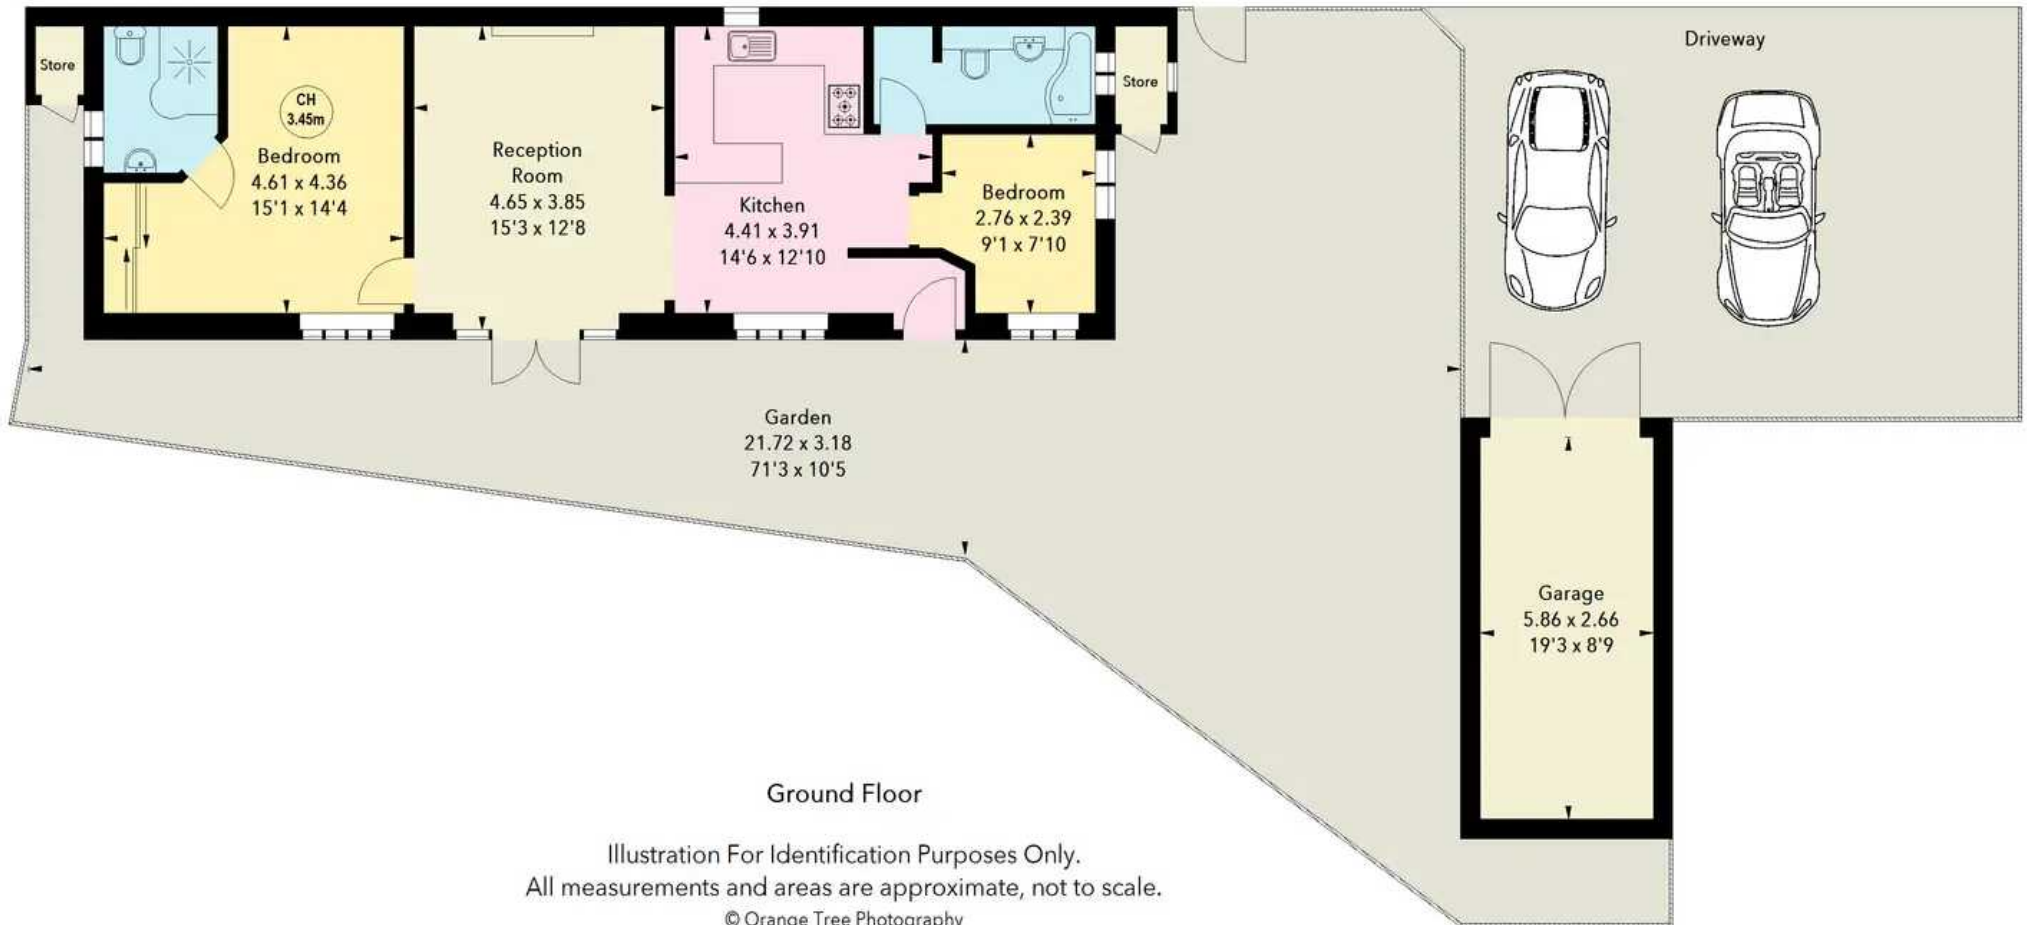 Driveway
Store
CH
3.45m
Bedroom
4.61 x 4.36
15'1 x 14'4
Reception
Room
4.65 x 3.85
15'3 x 12'8
Kitchen
4.41 x 3.91
14'6 x 12'10
Bedroom
2.76 x 2.39
9'1 x 7'10
Store
Garden
21.72 x 3.18
71'3 x 10'5
Garage
5.86 x 2.66
19'3 x 8'9
Ground Floor
Illustration For Identification Purposes Only.
All measurements and areas are approximate, not to scale.
© Orange Tree Photography